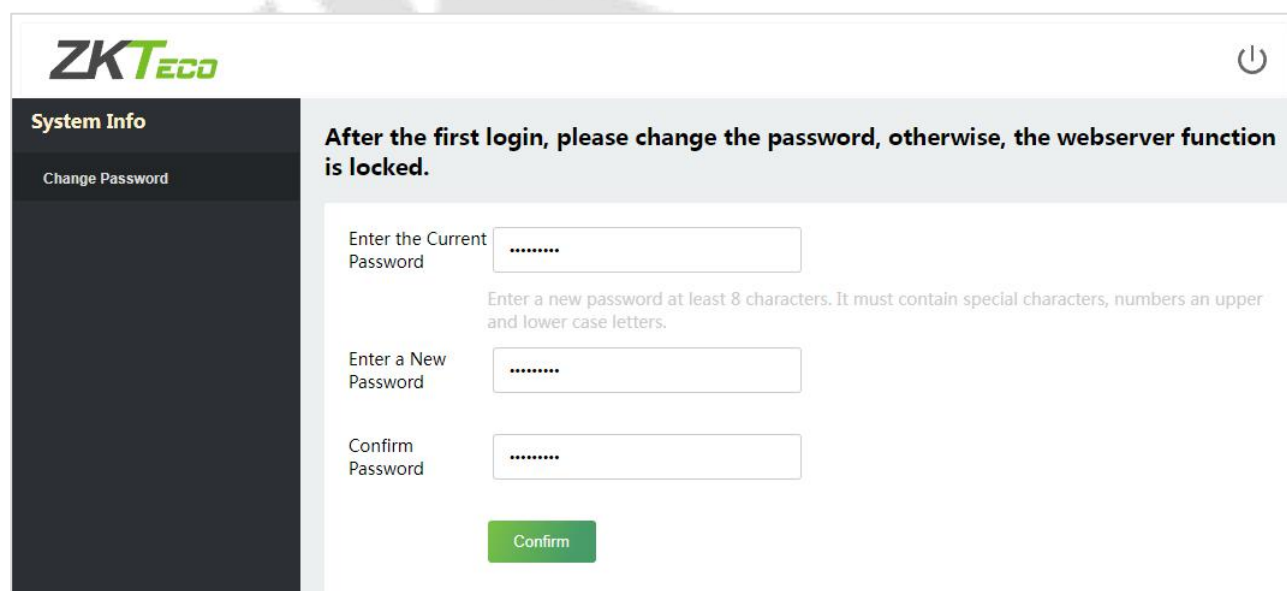 ZKTECO
System Info
Change Password
After the first login, please change the password, otherwise, the webserver function
is locked.
Enter the Current
Password
•••••••••
Enter a new password at least 8 characters. It must contain special characters, numbers an upper
and lower case letters.
Enter a New
Password
•••••••••
Confirm
Password
•••••••••
Confirm